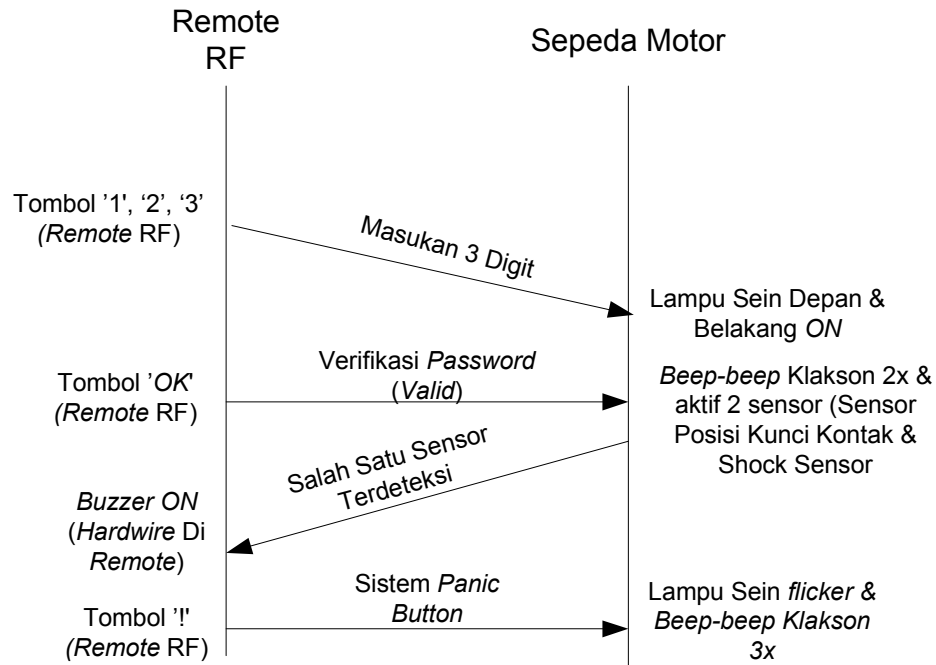 Remote
RF
Sepeda Motor
Tombol '1', '2', '3'
(Remote RF)
Masukan 3 Digit
Lampu Sein Depan &
Belakang ON
Tombol 'OK'
(Remote RF)
Verifikasi Password
(Valid)
Beep-beep Klakson 2x &
aktif 2 sensor (Sensor
Posisi Kunci Kontak &
Shock Sensor
Salah Satu Sensor
Terdeteksi
Buzzer ON
(Hardwire Di
Remote)
Tombol '!'
(Remote RF)
Sistem Panic
Button
Lampu Sein flicker &
Beep-beep Klakson
3x